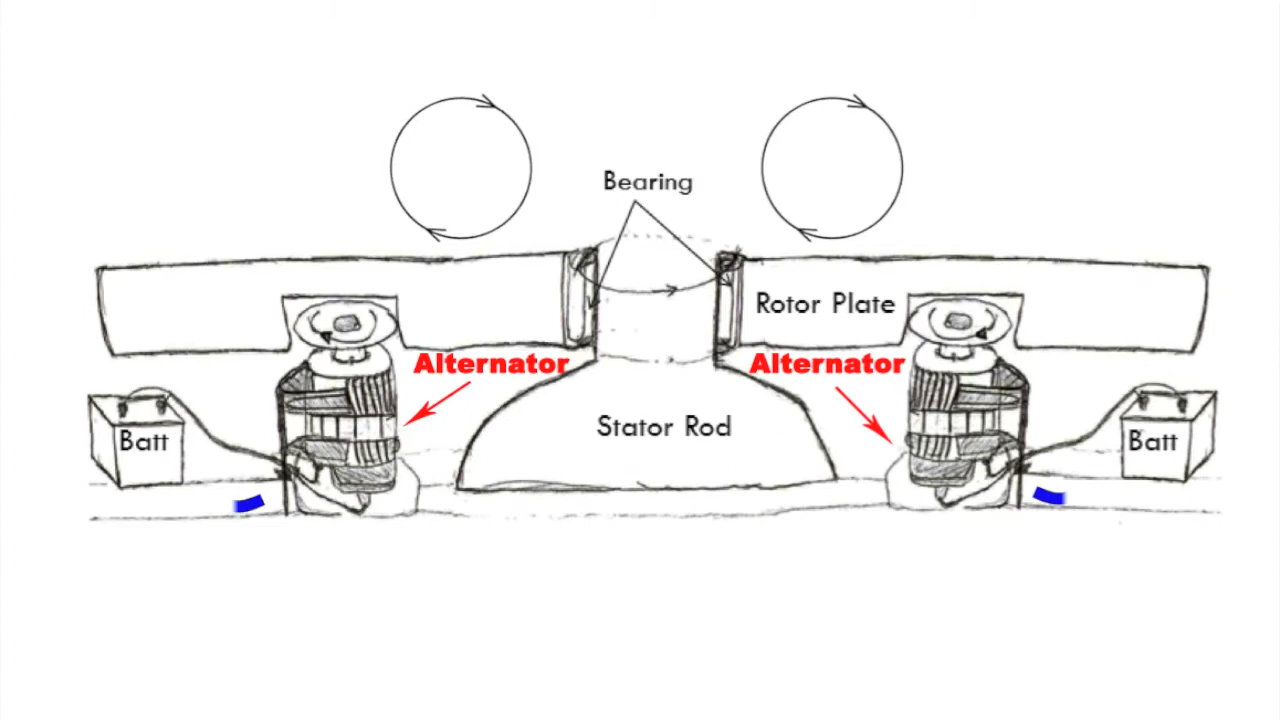 Bearing
Rotor Plate
Alternator
Alternator
Batt
Stator Rod
Batt